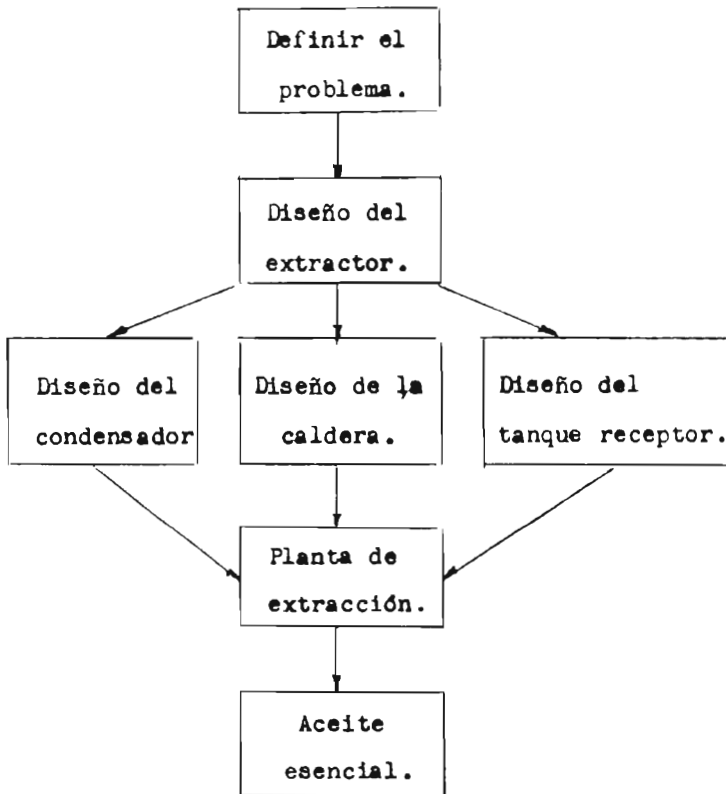 Definir el
problema.
Diseño del
extractor.
Diseño del
condensador
Diseño de la
caldera.
Diseño del
tanque receptor.
Planta de
extracción.
Aceite
esencial.